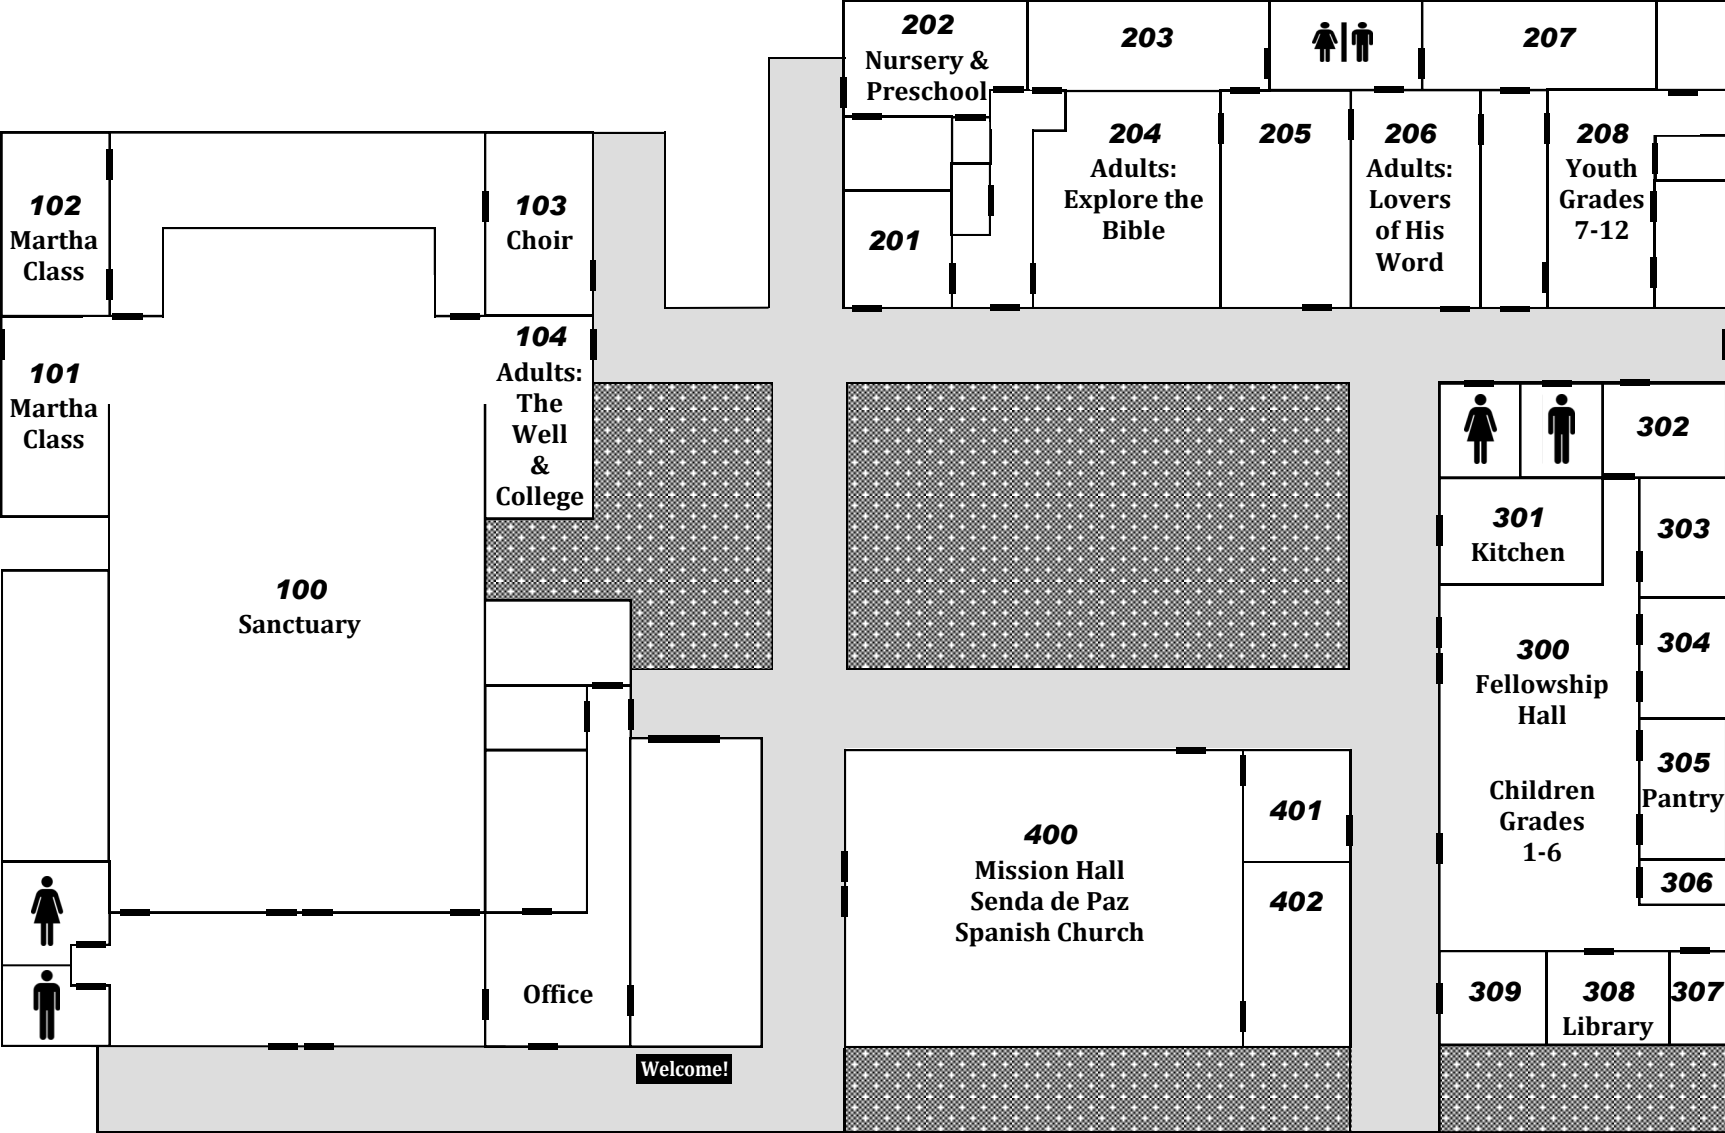 202
Nursery &
Preschool
203
207
201
204
Adults:
Explore the
Bible
205
206
Adults:
Lovers
of His
Word
208
Youth
Grades
7-12
102
Martha
Class
103
Choir
101
Martha
Class
104
Adults:
The
Well
&
College
100
Sanctuary
302
301
Kitchen
303
304
300
Fellowship
Hall
Children
Grades
1-6
305
Pantry
306
400
Mission Hall
Senda de Paz
Spanish Church
401
402
Office
309
308
Library
307
Welcome!